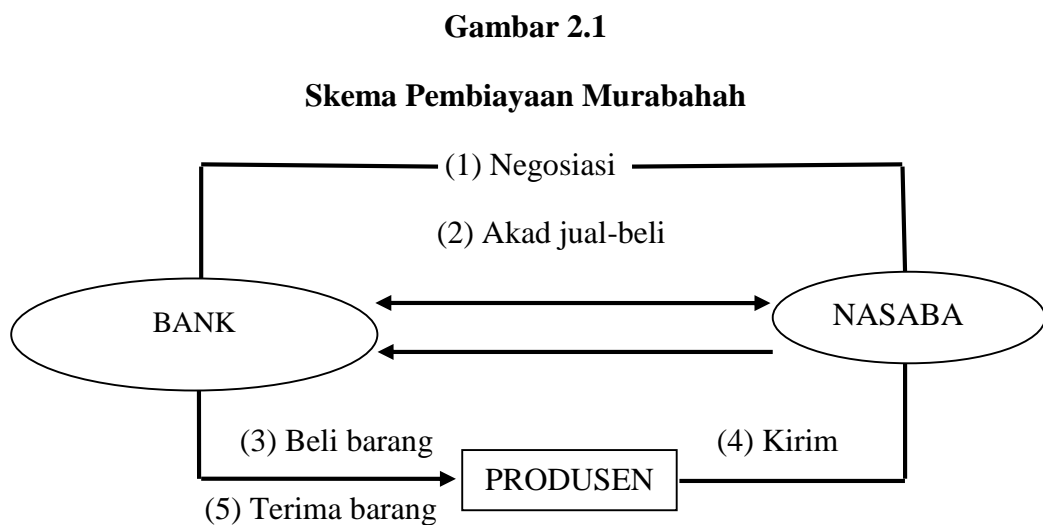 Gambar 2.1
Skema Pembiayaan Murabahah
(1) Negosiasi
(2) Akad jual-beli
BANK
NASABA
(3) Beli barang
(4) Kirim
PRODUSEN
(5) Terima barang